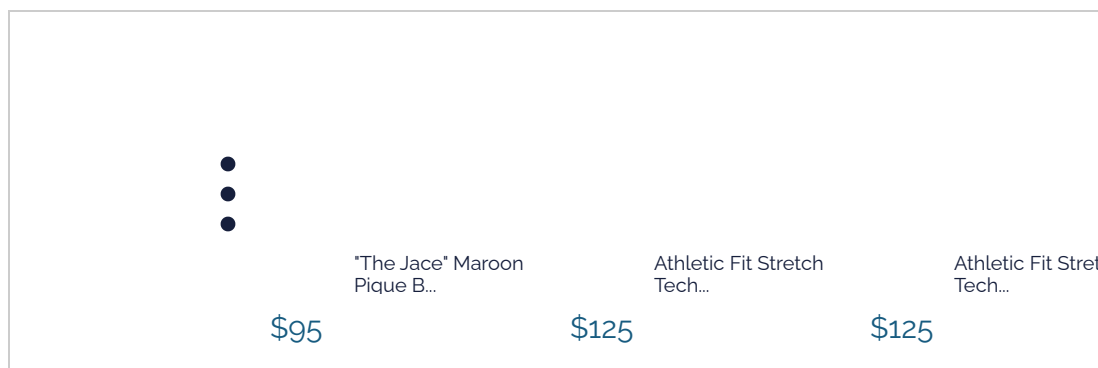 "The Jace" Maroon
Pique B...
$95
Athletic Fit Stretch
Tech...
$125
Athletic Fit Stret
Tech...
$125